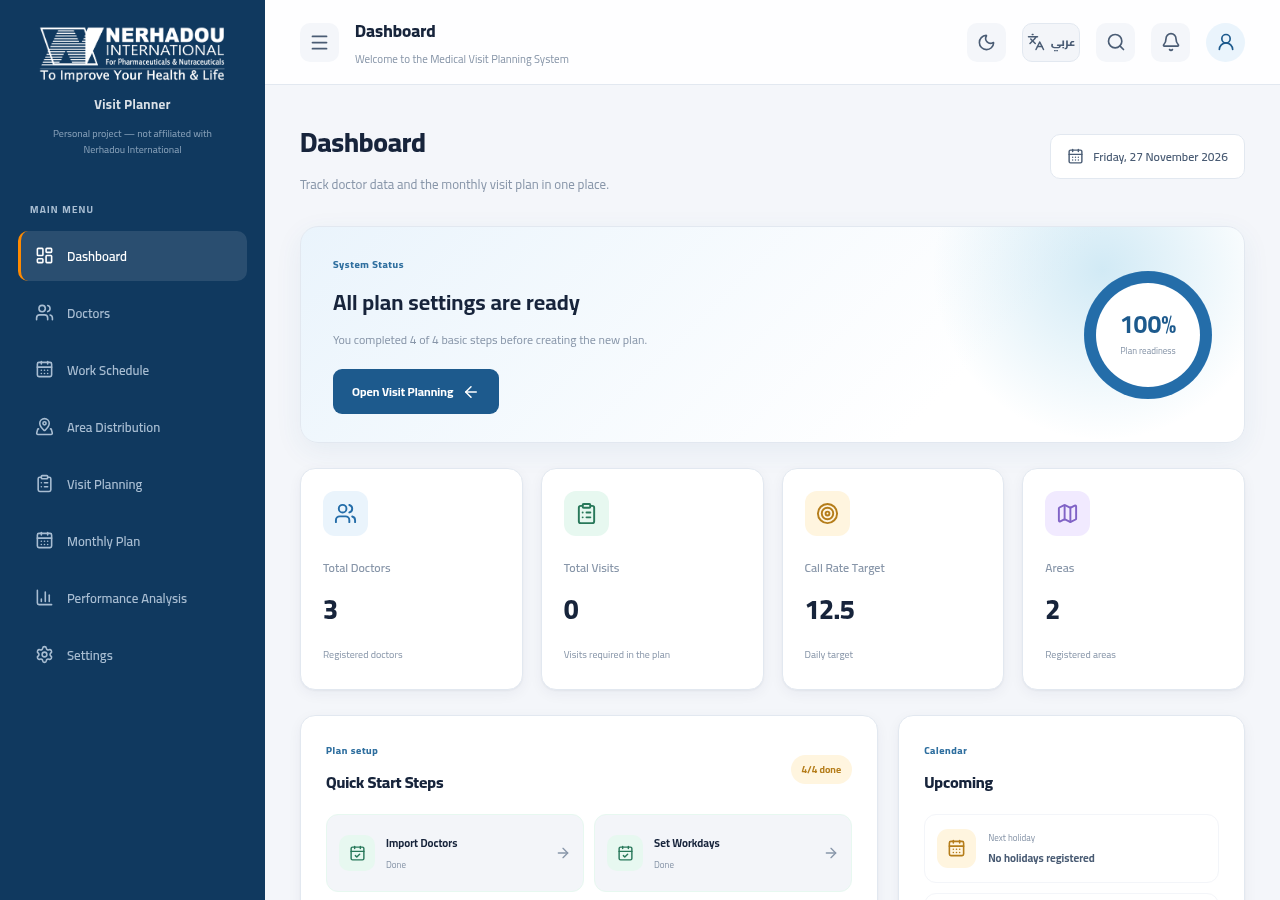 NERHADOU
INTERNATIONAL
For Pharmaceuticals & Nutraceuticals
To Improve Your Health & Life
Visit Planner
Personal project — not affiliated with
Nerhadou International
MAIN MENU
Dashboard
Doctors
Work Schedule
Area Distribution
Visit Planning
Monthly Plan
Performance Analysis
Settings
Dashboard
Welcome to the Medical Visit Planning System
عربي
Dashboard
Track doctor data and the monthly visit plan in one place.
Friday, 27 November 2026
System Status
All plan settings are ready
You completed 4 of 4 basic steps before creating the new plan.
Open Visit Planning
100%
Plan readiness
Total Doctors
3
Registered doctors
Total Visits
0
Visits required in the plan
Call Rate Target
12.5
Daily target
Areas
2
Registered areas
Plan setup
Quick Start Steps
4/4 done
Import Doctors
Done
Set Workdays
Done
Calendar
Upcoming
Next holiday
No holidays registered